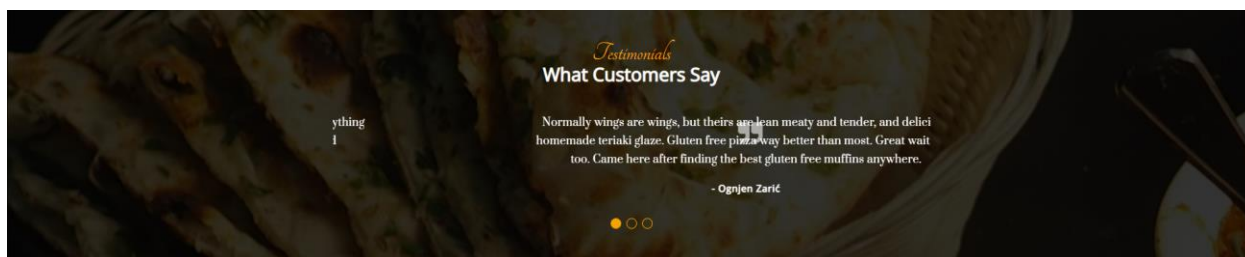 Testimonials
What Customers Say
ything
l
Normally wings are wings, but theirs are lean meaty and tender, and delici
homemade teriaki glaze. Gluten free pizza way better than most. Great wait
too. Came here after finding the best gluten free muffins anywhere.
- Ognjen Zarić